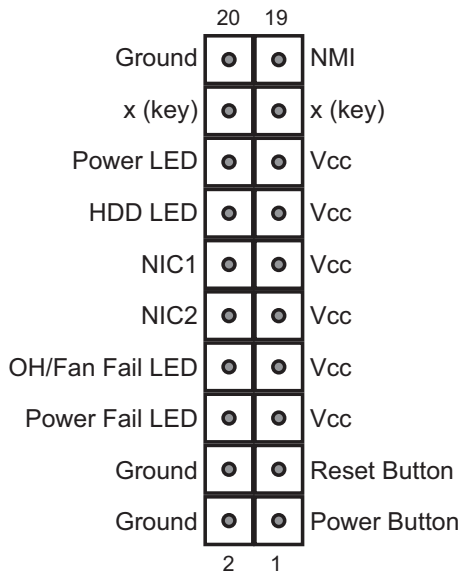 20 19
Ground NMI
x (key) x (key)
Power LED Vcc
HDD LED Vcc
NIC1 Vcc
NIC2 Vcc
OH/Fan Fail LED Vcc
Power Fail LED Vcc
Ground Reset Button
Ground Power Button
2 1